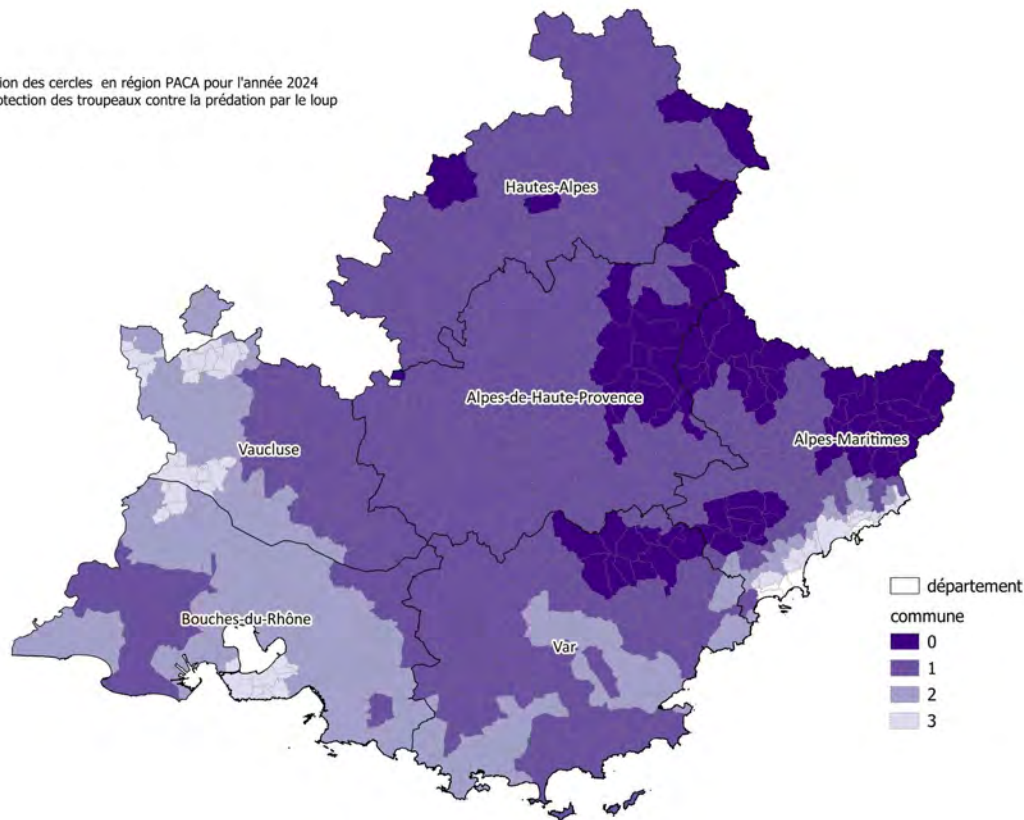 ion des cercles en région PACA pour l'année 2024
otection des troupeaux contre la prédation par le loup
Hautes-Alpes
Alpes-de-Haute-Provence
Alpes-Maritimes
Vaucluse
Bouches-du-Rhône
Var
département
commune
0
1
2
3